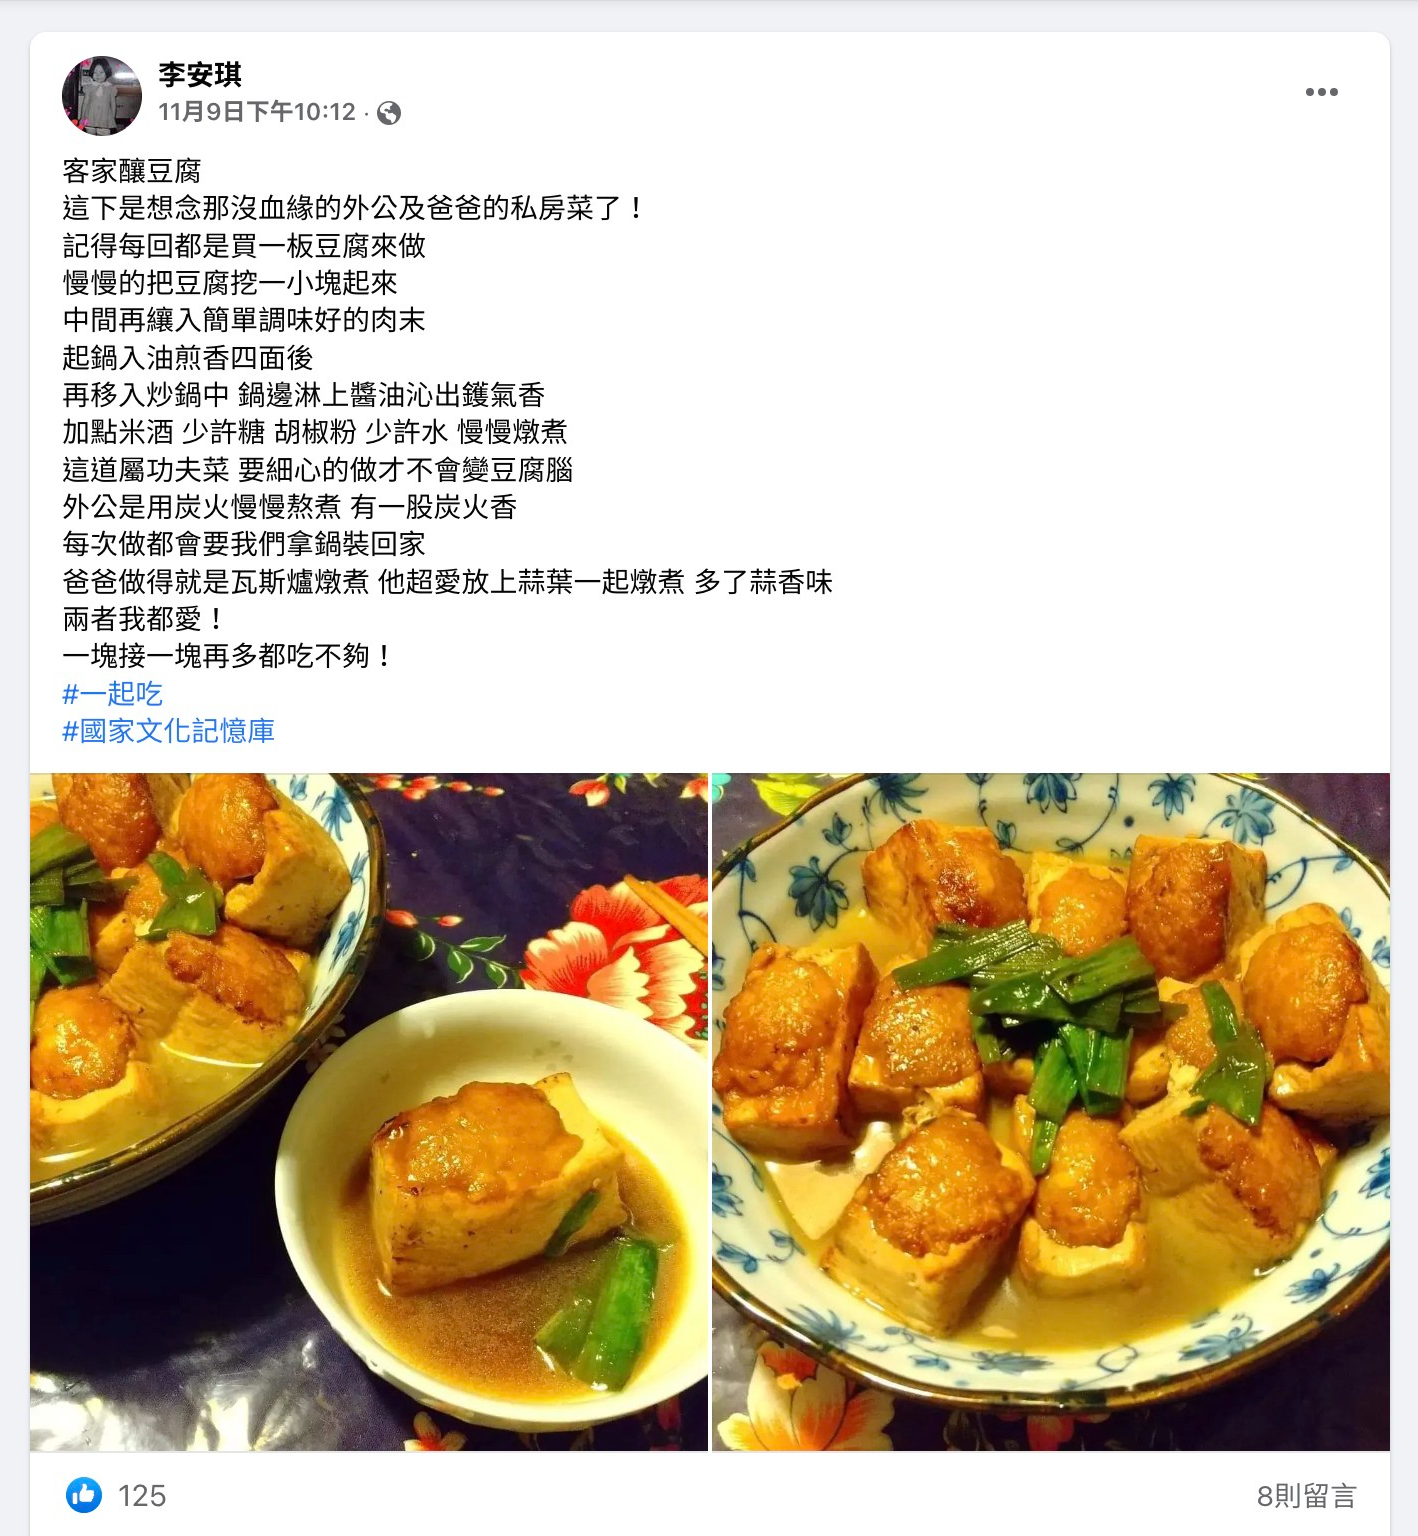 李安琪
11月9日下午10:12 ·
客家釀豆腐
這下是想念那沒血緣的外公及爸爸的私房菜了！
記得每回都是買一板豆腐來做
慢慢的把豆腐挖一小塊起來
中間再纕入簡單調味好的肉末
起鍋入油煎香四面後
再移入炒鍋中 鍋邊淋上醬油沁出鑊氣香
加點米酒 少許糖 胡椒粉 少許水 慢慢燉煮
這道屬功夫菜 要細心的做才不會變豆腐腦
外公是用炭火慢慢熬煮 有一股炭火香
每次做都會要我們拿鍋裝回家
爸爸做得就是瓦斯爐燉煮 他超愛放上蒜葉一起燉煮 多了蒜香味
兩者我都愛！
一塊接一塊再多都吃不夠！
#一起吃
#國家文化記憶庫
125
8則留言